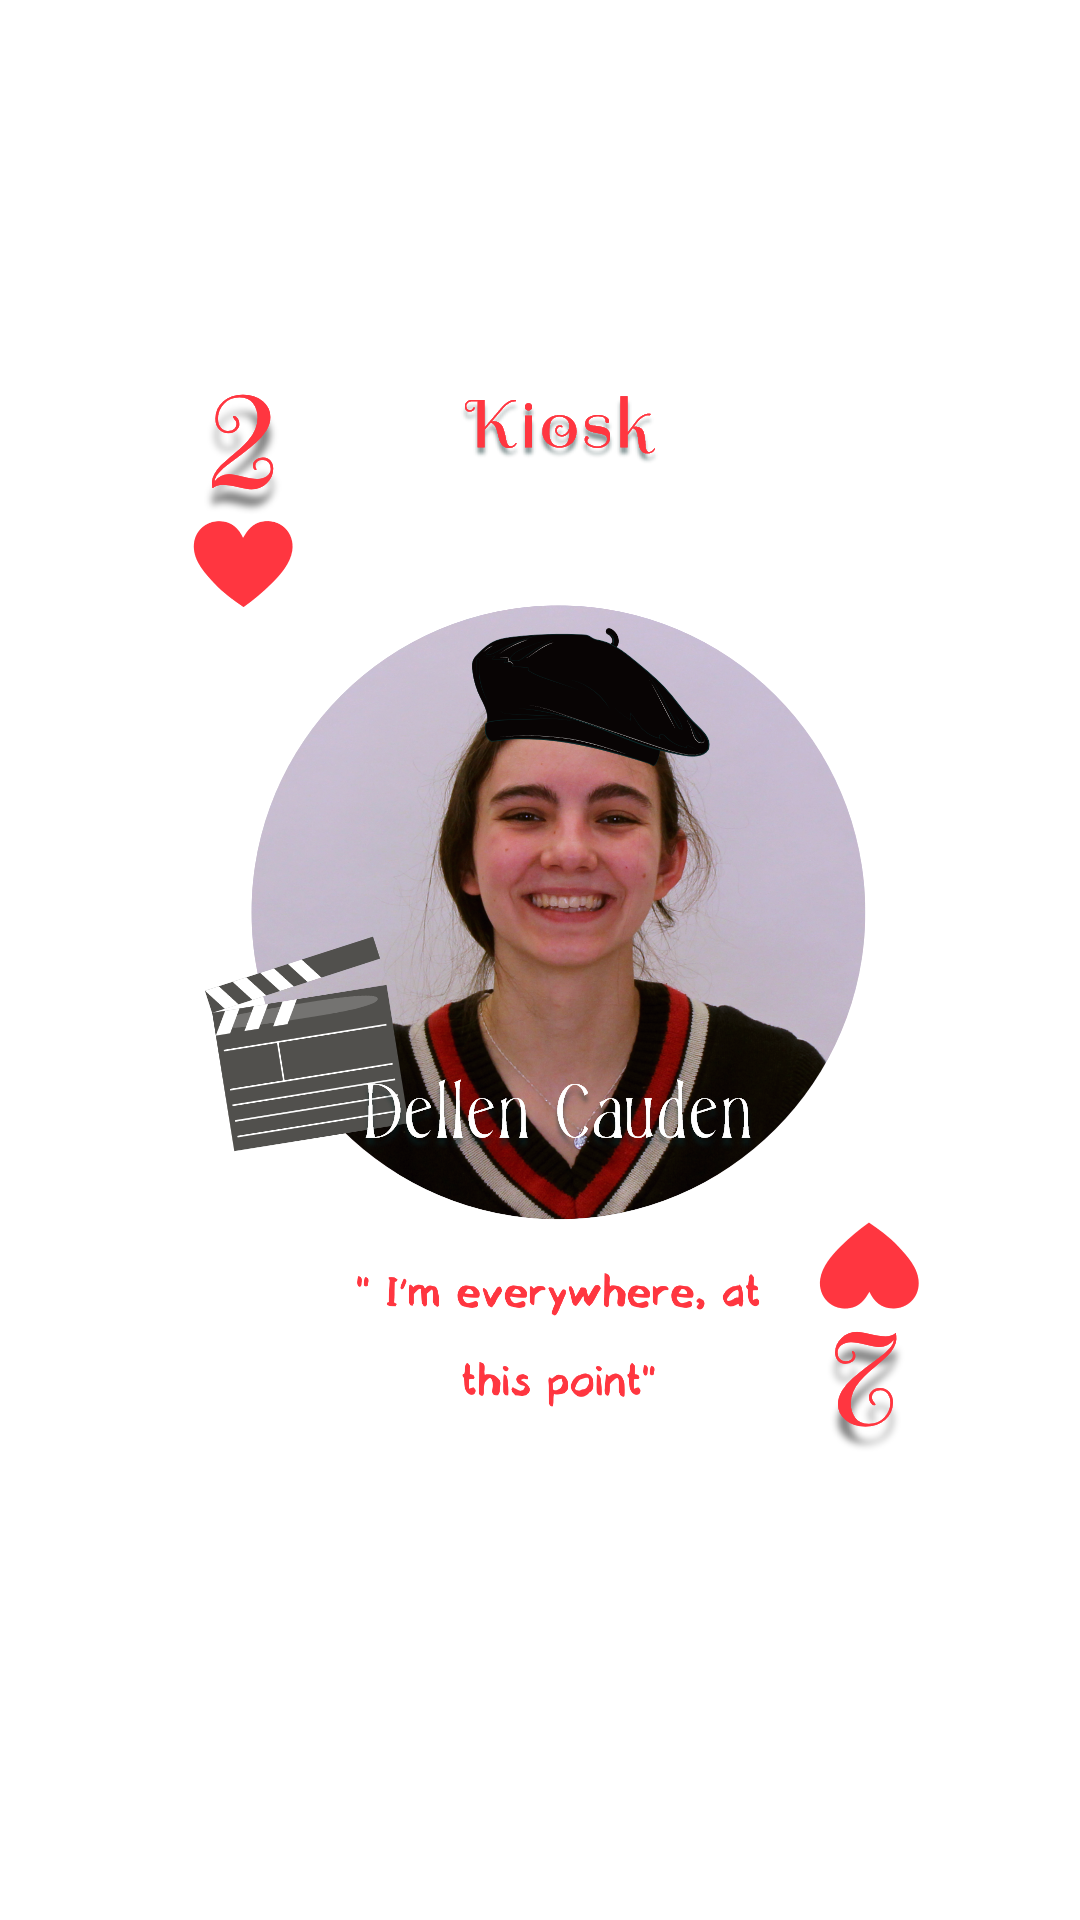 2
Kiosk
Dellen Cauden
" I'm everywhere, at
this point"
2